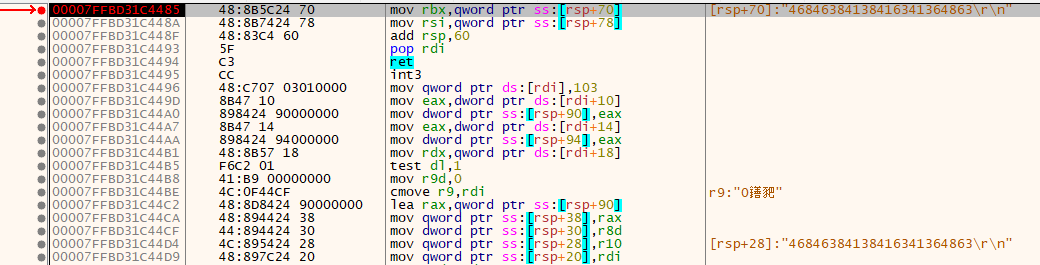 00007FFBD31C4485 48:8B5C24 70 mov rbx,qword ptr ss:[rsp+70] [rsp+70]:"46846384138416341364863\r\n"
00007FFBD31C448A 48:8B7424 78 mov rsi,qword ptr ss:[rsp+78]
00007FFBD31C448F 48:83C4 60 add rsp,60
00007FFBD31C4493 5F pop rdi
00007FFBD31C4494 C3 ret
00007FFBD31C4495 CC int3
00007FFBD31C4496 48:C707 03010000 mov qword ptr ds:[rdi],103
00007FFBD31C449D 8B47 10 mov eax,dword ptr ds:[rdi+10]
00007FFBD31C44A0 898424 90000000 mov dword ptr ss:[rsp+90],eax
00007FFBD31C44A7 8B47 14 mov eax,dword ptr ds:[rdi+14]
00007FFBD31C44AA 898424 94000000 mov dword ptr ss:[rsp+94],eax
00007FFBD31C44B1 48:8B57 18 mov rdx,qword ptr ds:[rdi+18]
00007FFBD31C44B5 F6C2 01 test dl,1
00007FFBD31C44B8 41:B9 00000000 mov r9d,0
00007FFBD31C44BE 4C:0F44CF cmove r9,rdi r9:"0鐥豝"
00007FFBD31C44C2 48:8D8424 90000000 lea rax,qword ptr ss:[rsp+90]
00007FFBD31C44CA 48:894424 38 mov qword ptr ss:[rsp+38],rax
00007FFBD31C44CF 44:894424 30 mov dword ptr ss:[rsp+30],r8d
00007FFBD31C44D4 4C:895424 28 mov qword ptr ss:[rsp+28],r10 [rsp+28]:"46846384138416341364863\r\n"
00007FFBD31C44D9 48:897C24 20 mov qword ptr ss:[rsp+20],rdi